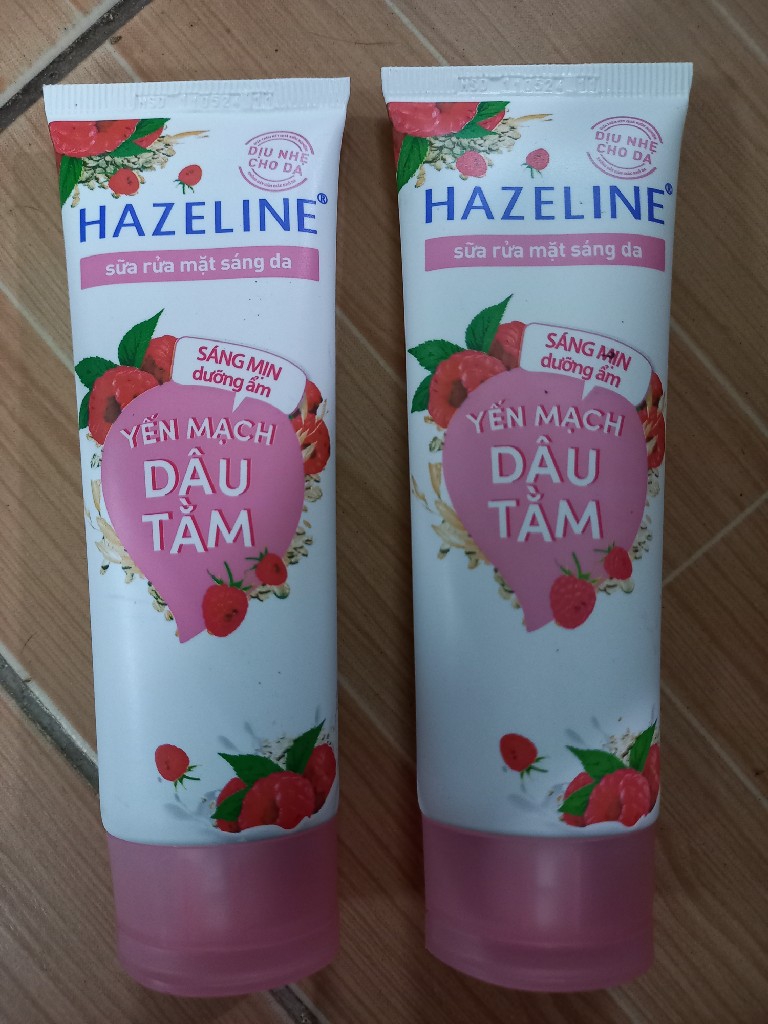 DỊU NHẸ
CHO DA
HAZELINE®
sữa rửa mặt sáng da
SÁNG MỊN
dưỡng ẩm
YẾN MẠCH
DÂU
TẰM
DỊU NHẸ
CHO DA
HAZELINE®
sữa rửa mặt sáng da
SÁNG MỊN
dưỡng ẩm
YẾN MẠCH
DÂU
TẰM